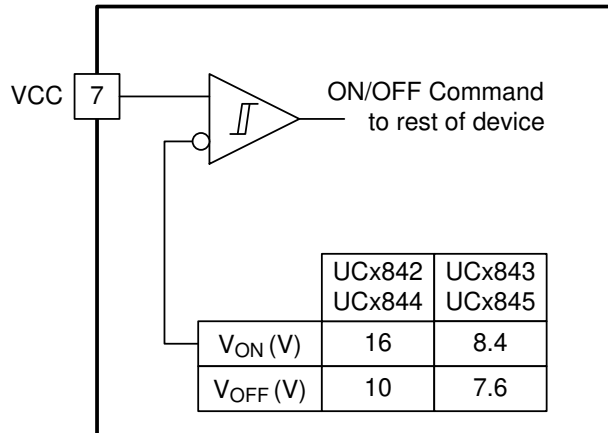 VCC 7
ON/OFF Command
to rest of device
UCx842 UCx843
UCx844 UCx845
VON (V) 16 8.4
VOFF (V) 10 7.6